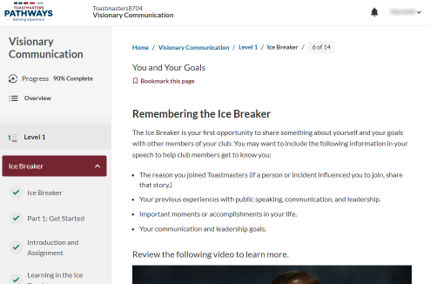 TOASTMASTERS
PATHWAYS
learning experience
Toastmasters8704
Visionary Communication
Visionary
Communication
Progress 90% Complete
Overview
Level 1
Ice Breaker
Ice Breaker
Part 1: Get Started
Introduction and
Assignment
Learning in the Ice
Home / Visionary Communication / Level 1 / Ice Breaker / 6 of 14
You and Your Goals
Bookmark this page
Remembering the Ice Breaker
The Ice Breaker is your first opportunity to share something about yourself and your goals
with other members of your club. You may want to include the following information in your
speech to help club members get to know you:
• The reason you joined Toastmasters (if a person or incident influenced you to join, share
that story.)
• Your previous experiences with public speaking, communication, and leadership.
• Important moments or accomplishments in your life.
• Your communication and leadership goals.
Review the following video to learn more.